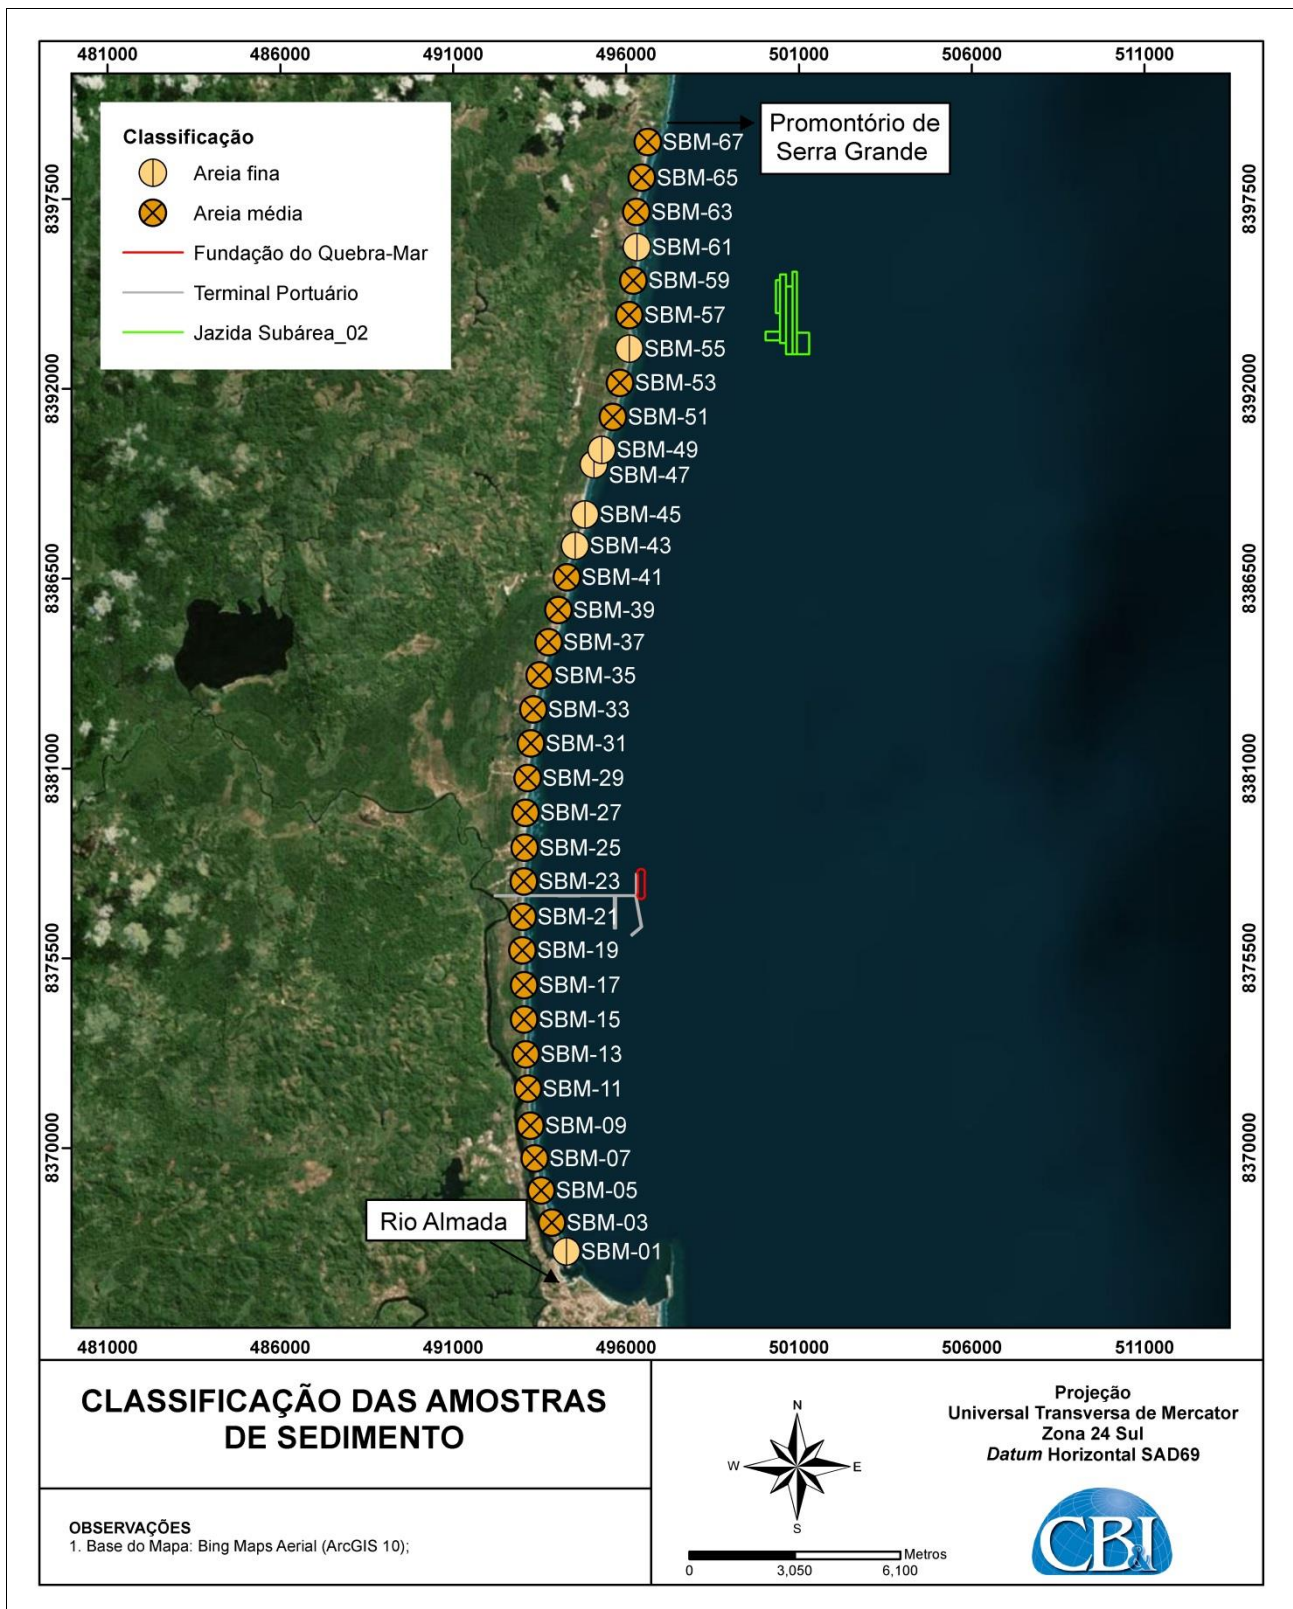 481000 486000 491000 496000 501000 506000 511000
Classificação
Areia fina
Areia média
Fundação do Quebra-Mar
Terminal Portuário
Jazida Subárea_02
Promontório de
Serra Grande
SBM-67
SBM-65
SBM-63
SBM-61
SBM-59
SBM-57
SBM-55
SBM-53
SBM-51
SBM-49
SBM-47
SBM-45
SBM-43
SBM-41
SBM-39
SBM-37
SBM-35
SBM-33
SBM-31
SBM-29
SBM-27
SBM-25
SBM-23
SBM-21
SBM-19
SBM-17
SBM-15
SBM-13
SBM-11
SBM-09
SBM-07
SBM-05
SBM-03
SBM-01
Rio Almada
8397500
8392000
8386500
8381000
8375500
8370000
8397500
8392000
8386500
8381000
8375500
8370000
481000 486000 491000 496000 501000 506000 511000
CLASSIFICAÇÃO DAS AMOSTRAS
DE SEDIMENTO
OBSERVAÇÕES
1. Base do Mapa: Bing Maps Aerial (ArcGIS 10);
N
W E
S
Metros
0 3,050 6,100
Projeção
Universal Transversa de Mercator
Zona 24 Sul
Datum Horizontal SAD69
CB&I